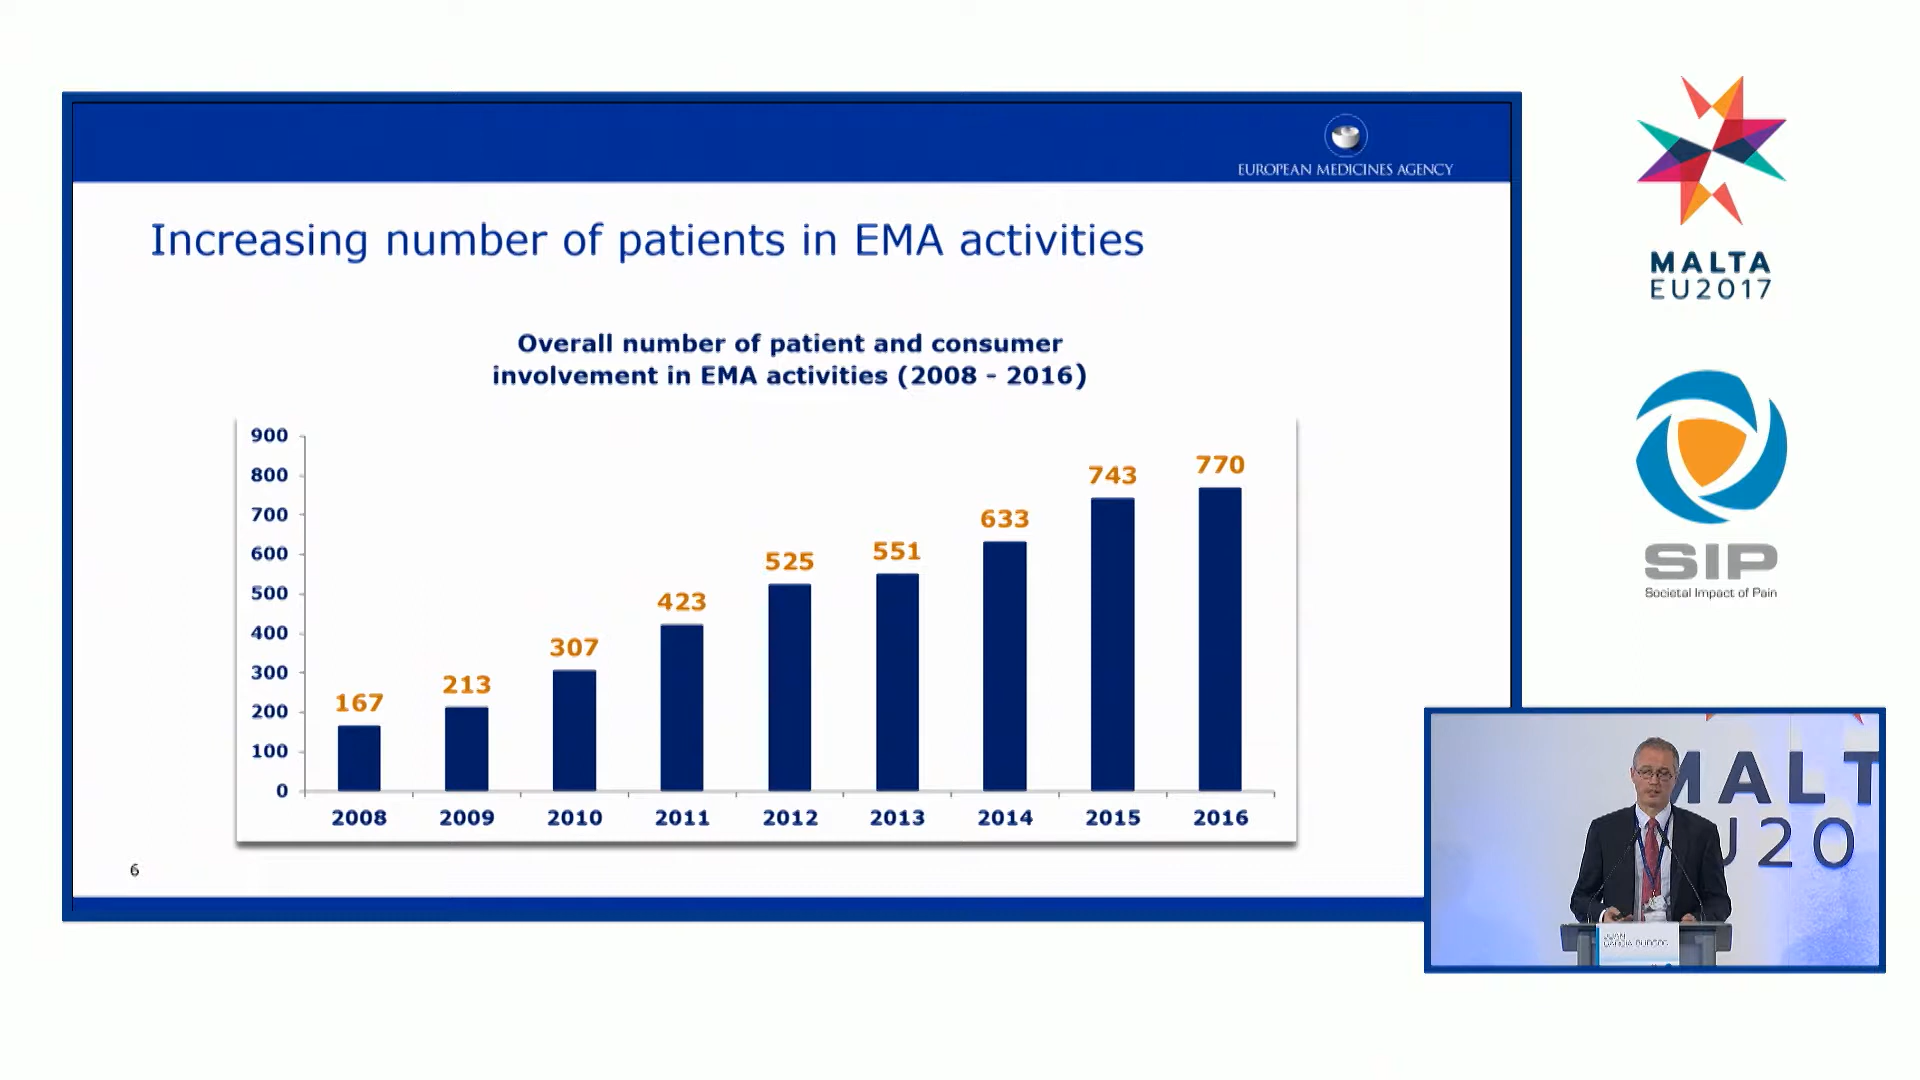 EUROPEAN MEDICINES AGENCY
Increasing number of patients in EMA activities
Overall number of patient and consumer
involvement in EMA activities (2008 - 2016)
900
800
700
600
500
400
300
200
100
0
167
213
307
423
525
551
633
743
770
2008
2009
2010
2011
2012
2013
2014
2015
2016
6
MALTA
EU2017
SIP
Societal Impact of Pain
MALT
U20
JUAN
GARCIA BURGOS